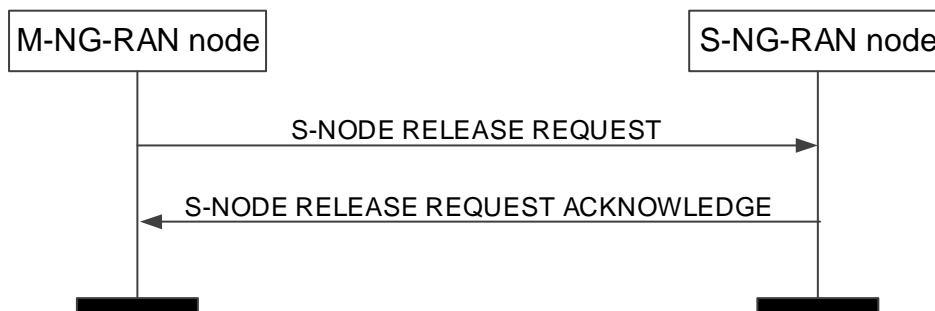 M-NG-RAN node
S-NG-RAN node
S-NODE RELEASE REQUEST
S-NODE RELEASE REQUEST ACKNOWLEDGE